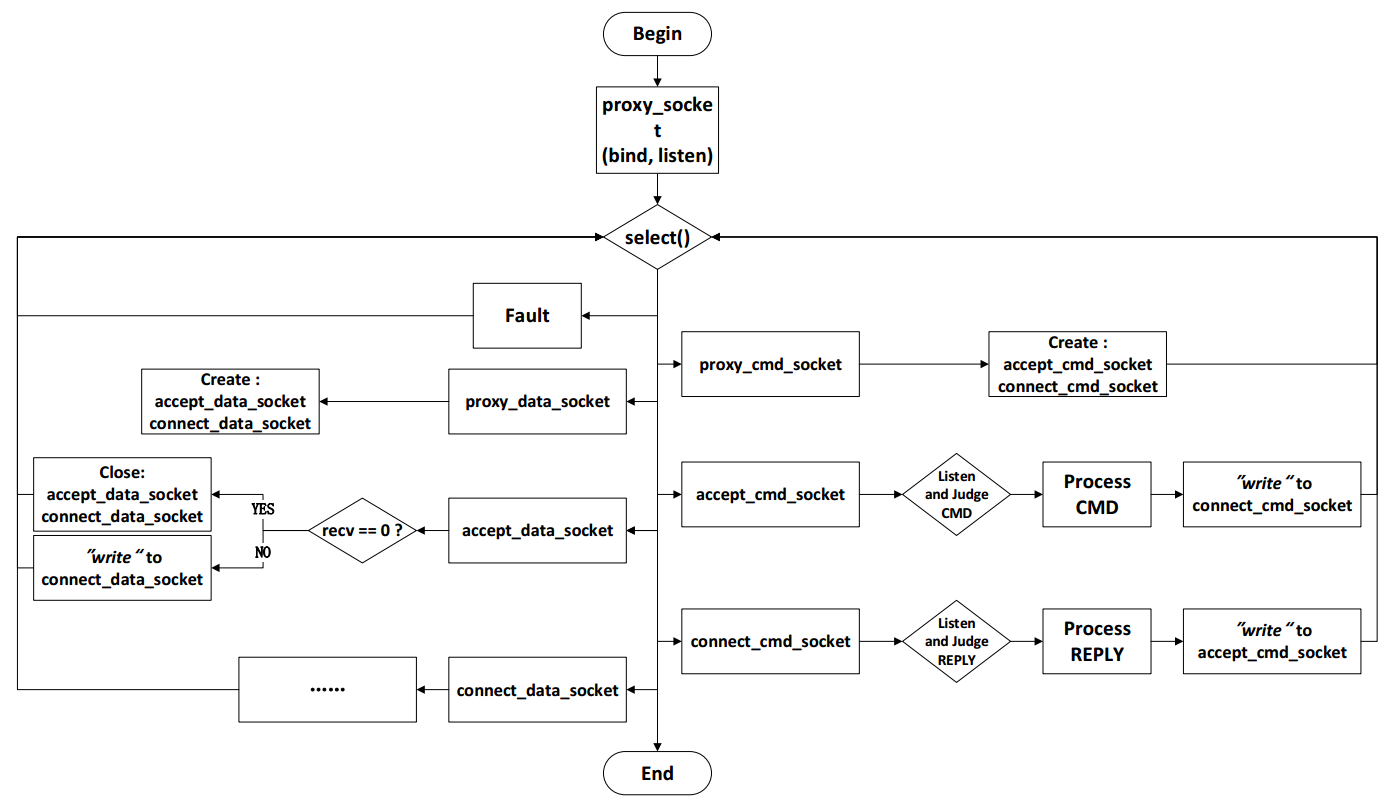 Begin
proxy_socke
t
(bind, listen)
select()
Fault
proxy_cmd_socket
Create :
accept_cmd_socket
connect_cmd_socket
Create :
accept_data_socket
connect_data_socket
proxy_data_socket
Close:
accept_data_socket
connect_data_socket
YES
NO
"write" to
connect_data_socket
recv == 0 ?
accept_data_socket
accept_cmd_socket
Listen
and Judge
CMD
Process
CMD
"write" to
connect_cmd_socket
connect_cmd_socket
Listen
and Judge
REPLY
Process
REPLY
"write" to
accept_cmd_socket
......
connect_data_socket
End